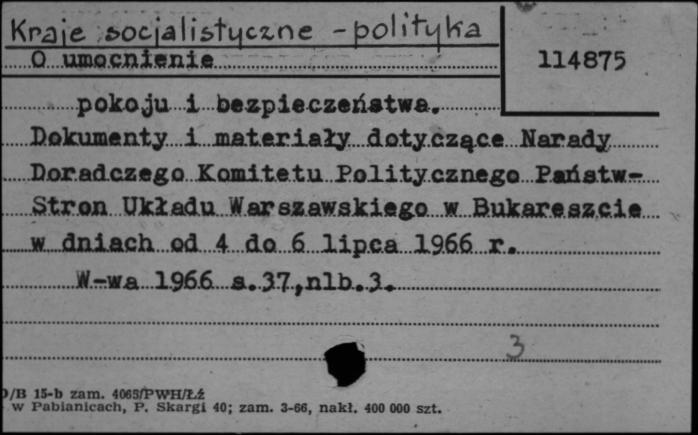 Kraje socjalistyczne - polityka
O umocnienie
114875
pokoju i bezpieczeństwa.
Dokumenty i materiały dotyczące Narady
Doradczego Komitetu Politycznego Państw-
Stron Układu Warszawskiego w Bukareszcie
w dniach od 4 do 6 lipca 1966 r.
W-wa 1966 s.37,nlb.3.
3
/B 15-b zam. 4065/PWH/Łź
w Pabianicach, P. Skargi 40; zam. 3-66, nakł. 400 000 szt.